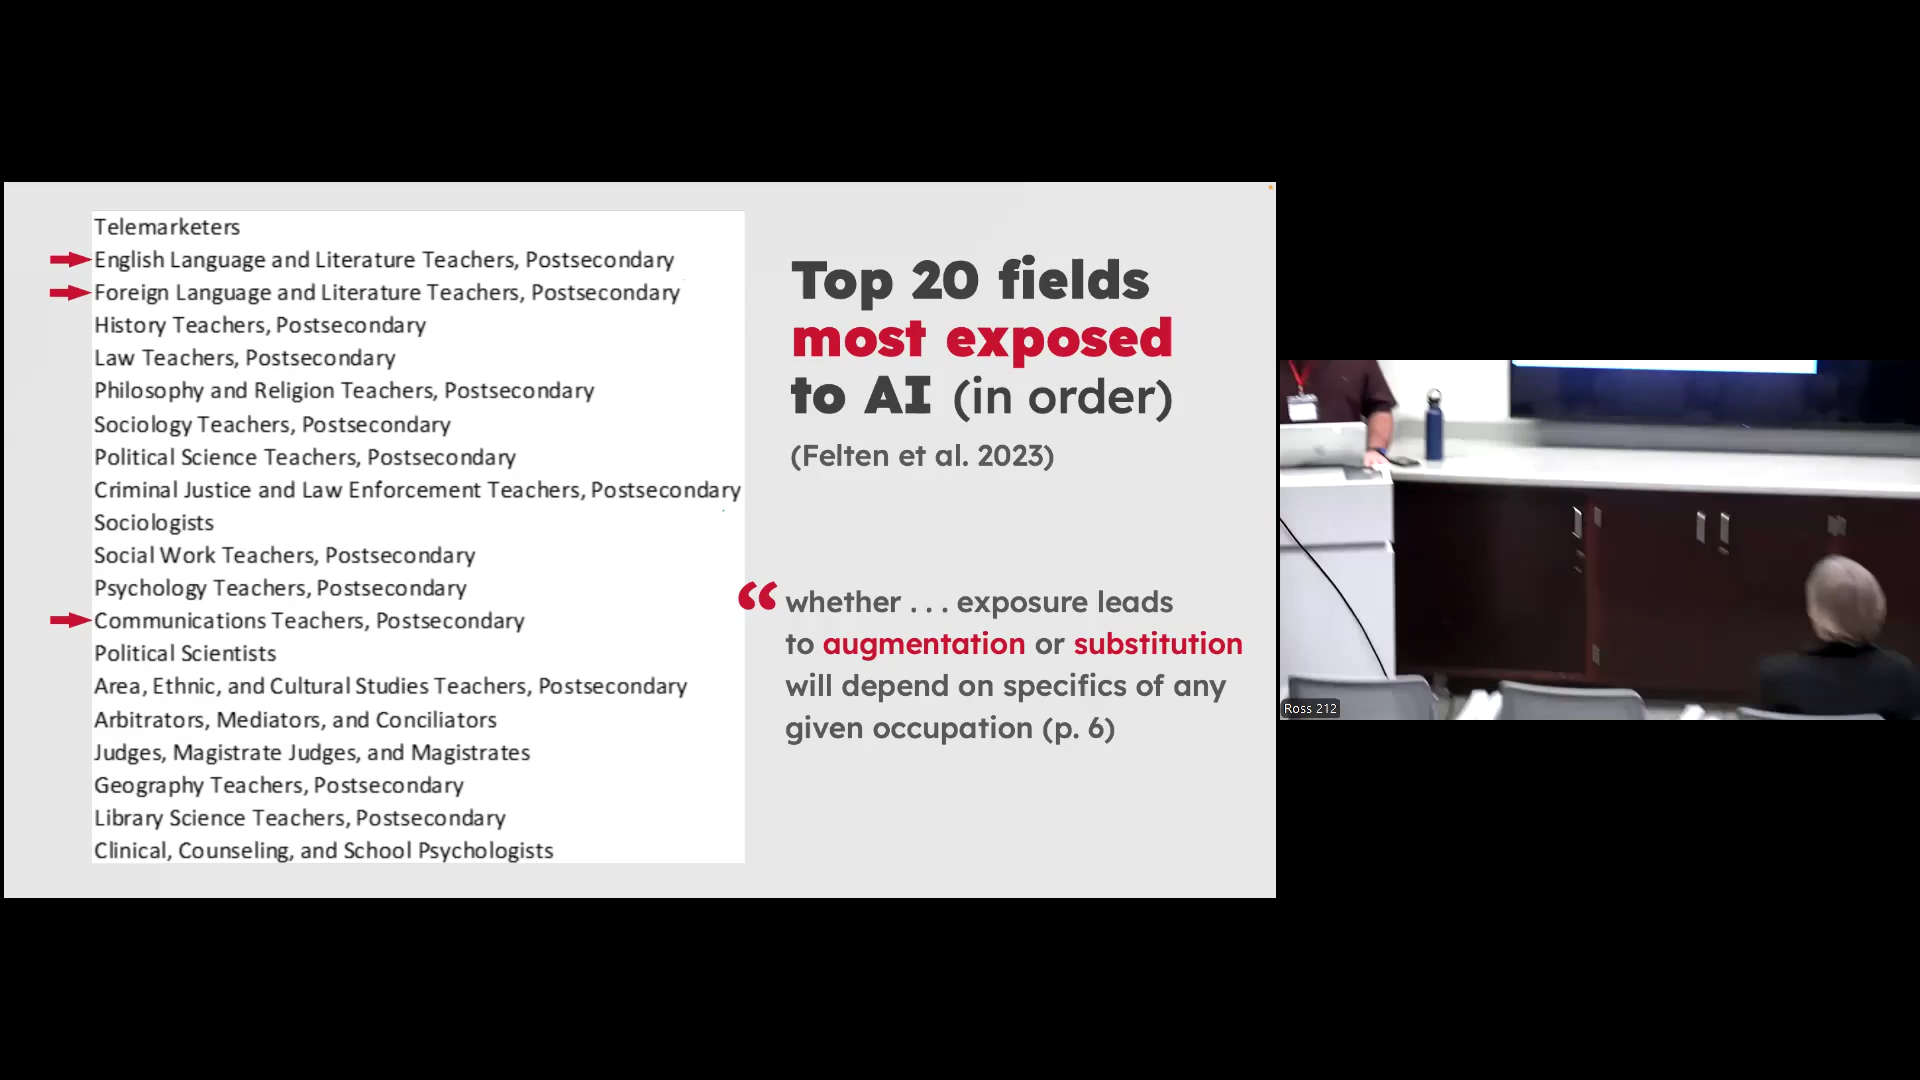 Telemarketers
English Language and Literature Teachers, Postsecondary
Foreign Language and Literature Teachers, Postsecondary
History Teachers, Postsecondary
Law Teachers, Postsecondary
Philosophy and Religion Teachers, Postsecondary
Sociology Teachers, Postsecondary
Political Science Teachers, Postsecondary
Criminal Justice and Law Enforcement Teachers, Postsecondary
Sociologists
Social Work Teachers, Postsecondary
Psychology Teachers, Postsecondary
Communications Teachers, Postsecondary
Political Scientists
Area, Ethnic, and Cultural Studies Teachers, Postsecondary
Arbitrators, Mediators, and Conciliators
Judges, Magistrate Judges, and Magistrates
Geography Teachers, Postsecondary
Library Science Teachers, Postsecondary
Clinical, Counseling, and School Psychologists
Top 20 fields
most exposed
to AI (in order)
(Felten et al. 2023)
“ whether . . . exposure leads
to augmentation or substitution
will depend on specifics of any
given occupation (p. 6)
Ross 212